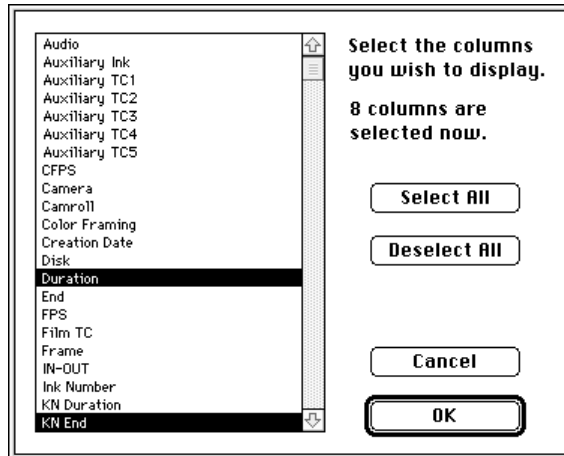 Audio
Auxiliary Ink
Auxiliary TC1
Auxiliary TC2
Auxiliary TC3
Auxiliary TC4
Auxiliary TC5
CFPS
Camera
Camroll
Color Framing
Creation Date
Disk
Duration
End
FPS
Film TC
Frame
IN-OUT
Ink Number
KN Duration
KN End
Select the columns
you wish to display.
8 columns are
selected now.
Select All
Deselect All
Cancel
OK